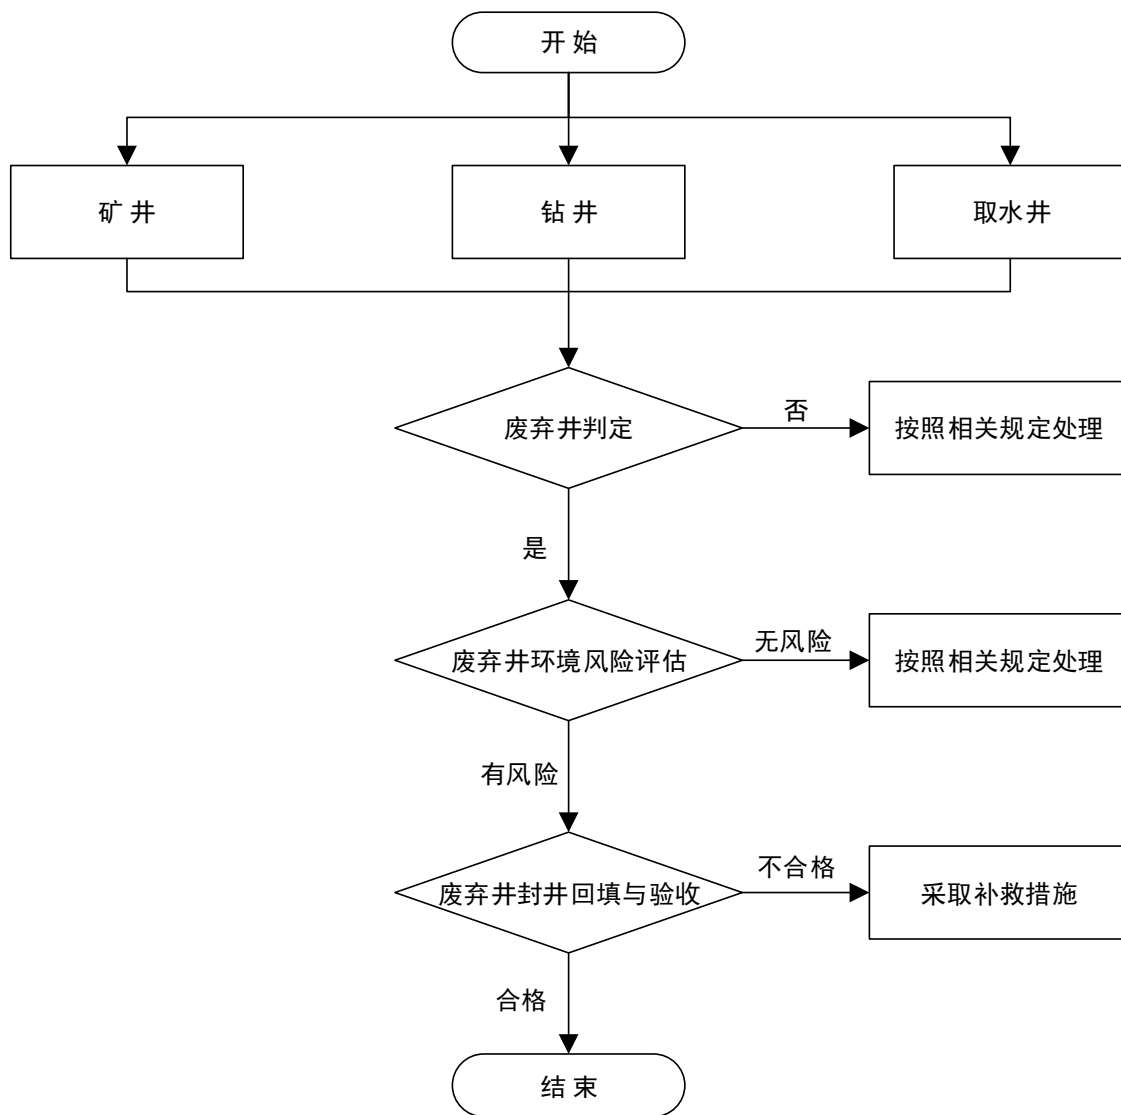 开 始
矿 井
钻 井
取水井
废弃井判定
否
按照相关规定处理
是
废弃井环境风险评估
无风险
按照相关规定处理
有风险
废弃井封井回填与验收
不合格
采取补救措施
合格
结 束